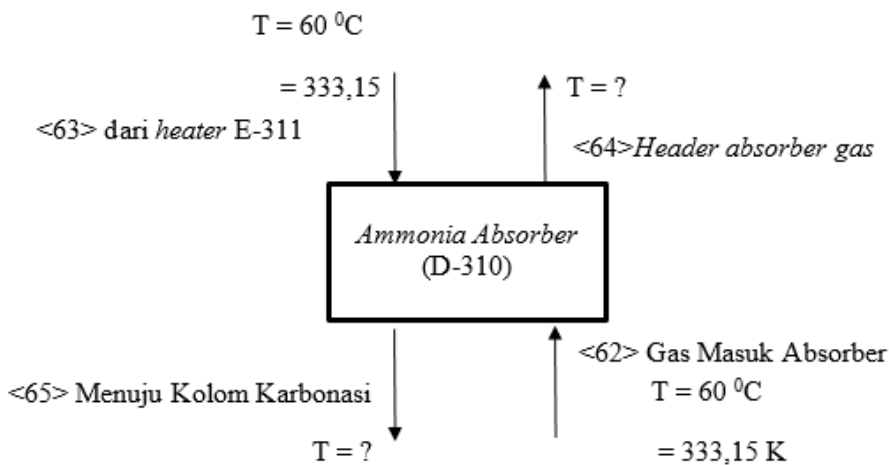 T = 60 ⁰C
= 333,15
<63> dari heater E-311
T = ?
<64>Header absorber gas
Ammonia Absorber
(D-310)
<65> Menuju Kolom Karbonasi
T = ?
<62> Gas Masuk Absorber
T = 60 ⁰C
= 333,15 K